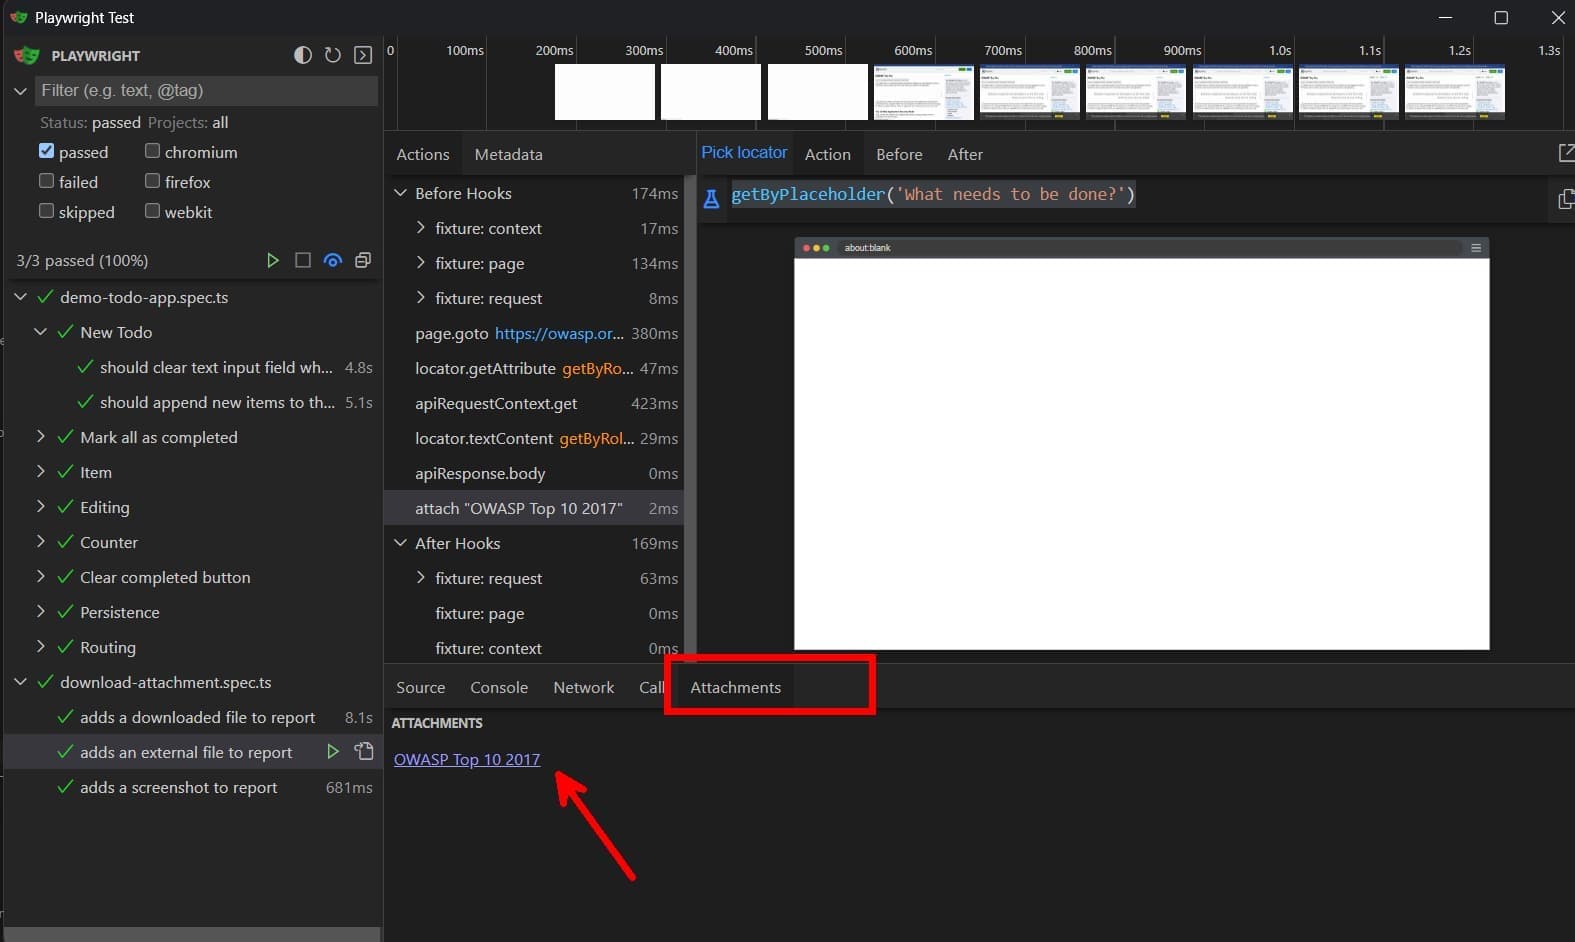 Playwright Test
PLAYWRIGHT
Filter (e.g. text, @tag)
Status: passed Projects: all
passed
chromium
failed
firefox
skipped
webkit
3/3 passed (100%)
demo-todo-app.spec.ts
New Todo
should clear text input field wh... 4.8s
should append new items to th... 5.1s
Mark all as completed
Item
Editing
Counter
Clear completed button
Persistence
Routing
download-attachment.spec.ts
adds a downloaded file to report 8.1s
adds an external file to report
adds a screenshot to report 681ms
0 100ms 200ms 300ms 400ms 500ms 600ms 700ms 800ms 900ms 1.0s 1.1s 1.2s 1.3s
Actions Metadata
Before Hooks 174ms
fixture: context 17ms
fixture: page 134ms
fixture: request 8ms
page.goto https://owasp.or... 380ms
locator.getAttribute getByRo... 47ms
apiRequestContext.get 423ms
locator.textContent getByRol... 29ms
apiResponse.body 0ms
attach "OWASP Top 10 2017" 2ms
After Hooks 169ms
fixture: request 63ms
fixture: page 0ms
fixture: context 0ms
Pick locator Action Before After
getByPlaceholder('What needs to be done?')
about:blank
Source Console Network Call Attachments
ATTACHMENTS
OWASP Top 10 2017